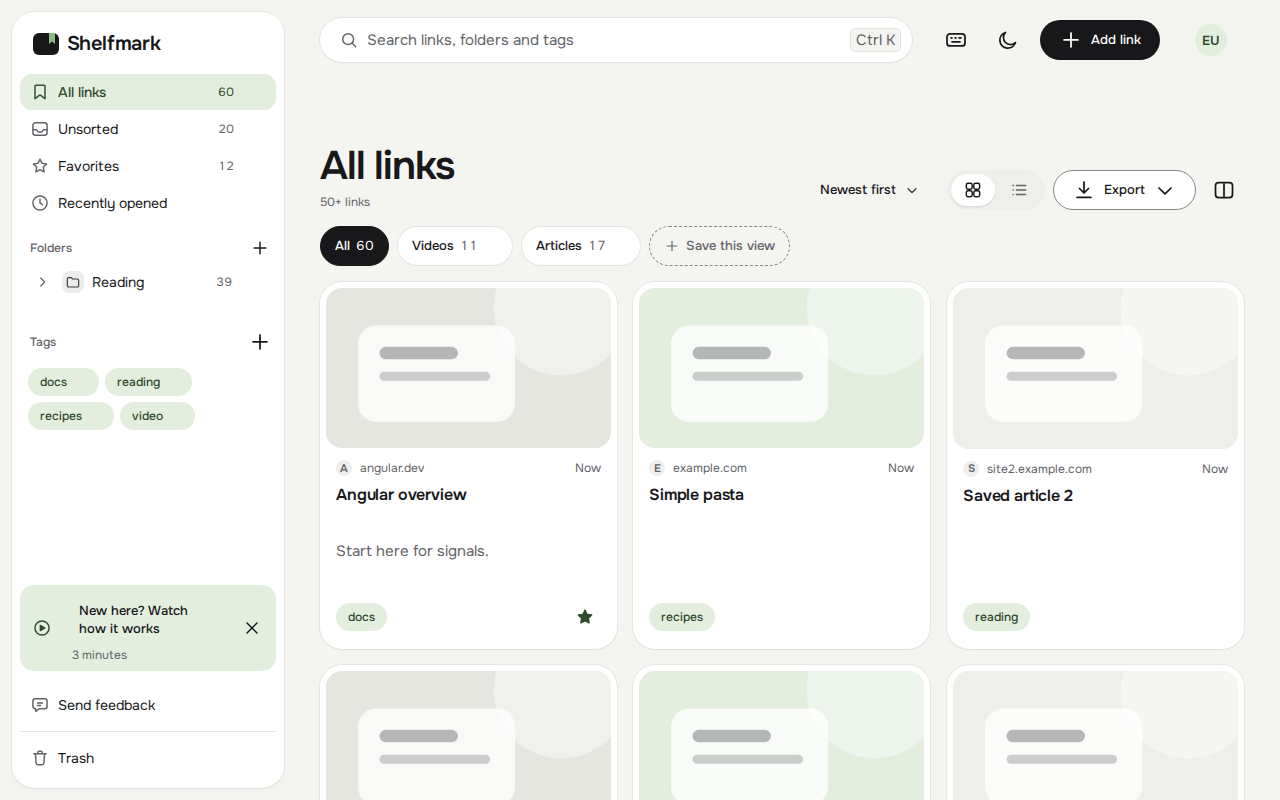 Shelfmark
All links 60
Unsorted 20
Favorites 12
Recently opened
Folders
Reading 39
Tags
docs reading
recipes video
New here? Watch
how it works
3 minutes
Send feedback
Trash
Search links, folders and tags Ctrl K
Add link
EU
All links
50+ links
Newest first
Export
All 60 Videos 11 Articles 17 Save this view
A angular.dev Now
Angular overview
Start here for signals.
docs
E example.com Now
Simple pasta
recipes
S site2.example.com Now
Saved article 2
reading